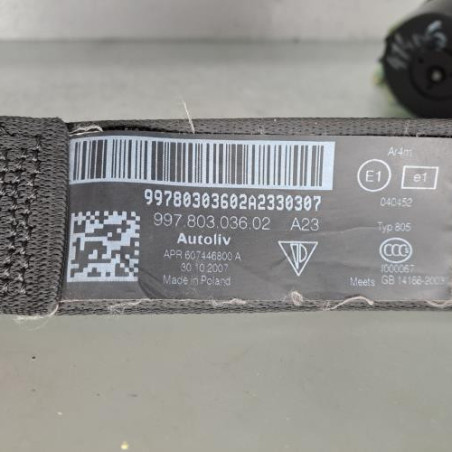 99780303602A2330307
997.803.036.02 A23
Autoliv
APR 607446800 A
30.10.2007
Made in Poland
Ar4m
E1 e1
040452
Typ 805
CCC
I000067
Meets GB 14166-2003